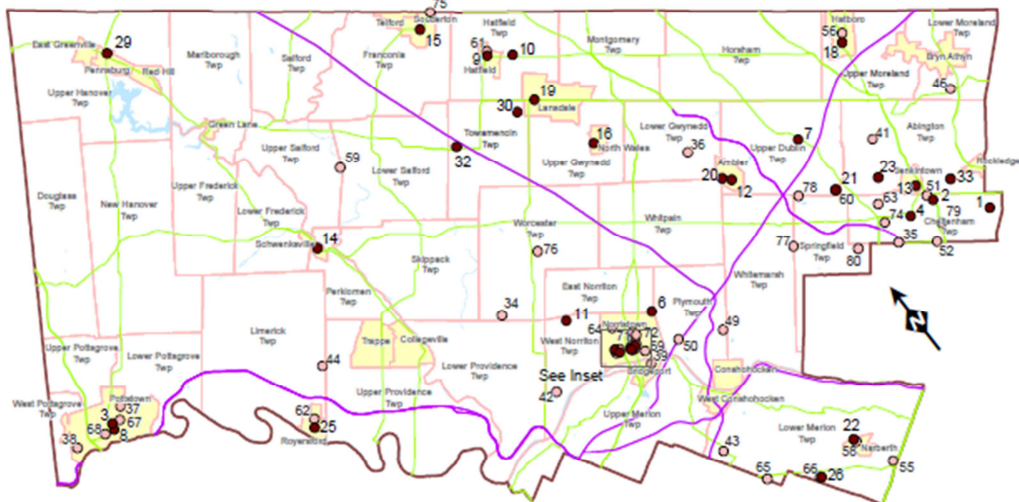 75
Telford
Souderton
15
Hatfield
Twp
61
9
Hatfield
10
Montgomery
Twp
Horsham
Twp
Hatboro
56
18
Lower Moreland
Twp
Bryn Athyn
Upper Moreland
Twp
46
East Greenville
29
Pennsburg
Red Hill
Upper Hanover
Twp
Marlborough
Twp
Salford
Twp
Franconia
Twp
19
Lansdale
30
Towamencin
Twp
32
16
North Wales
Upper Gwynedd
Twp
Lower Gwynedd
Twp
36
Ambler
20
12
7
Upper Dublin
Twp
41
Abington
Twp
Rockledge
Green Lane
Upper Salford
Twp
59
Lower Salford
Twp
23
Jenkintown
33
13
51
2
1
21
60
78
63
4
74
79
Cheltenham
Twp
35
52
Douglass
Twp
New Hanover
Twp
Upper Frederick
Twp
Lower Frederick
Twp
Schwenksville
14
Skippack
Twp
Worcester
Twp
76
Whitpain
Twp
77
Springfield
Twp
80
Whitemarsh
Twp
Perkiomen
Twp
34
East Norriton
Twp
11
6
Plymouth
Twp
Limerick
Twp
Trappe
Collegeville
64
Norristown
72
West Norriton
Twp
69
39
Bridgeport
50
49
Upper Pottsgrove
Twp
Lower Pottsgrove
Twp
44
Upper Providence
Twp
Lower Providence
Twp
See Inset
42
Conshohocken
West Conshohocken
Upper Merion
Twp
West Pottsgrove
Twp
Pottstown
37
3
67
68
8
38
62
25
Royersford
43
Lower Merion
Twp
22
58
Narberth
55
65
66
26
N